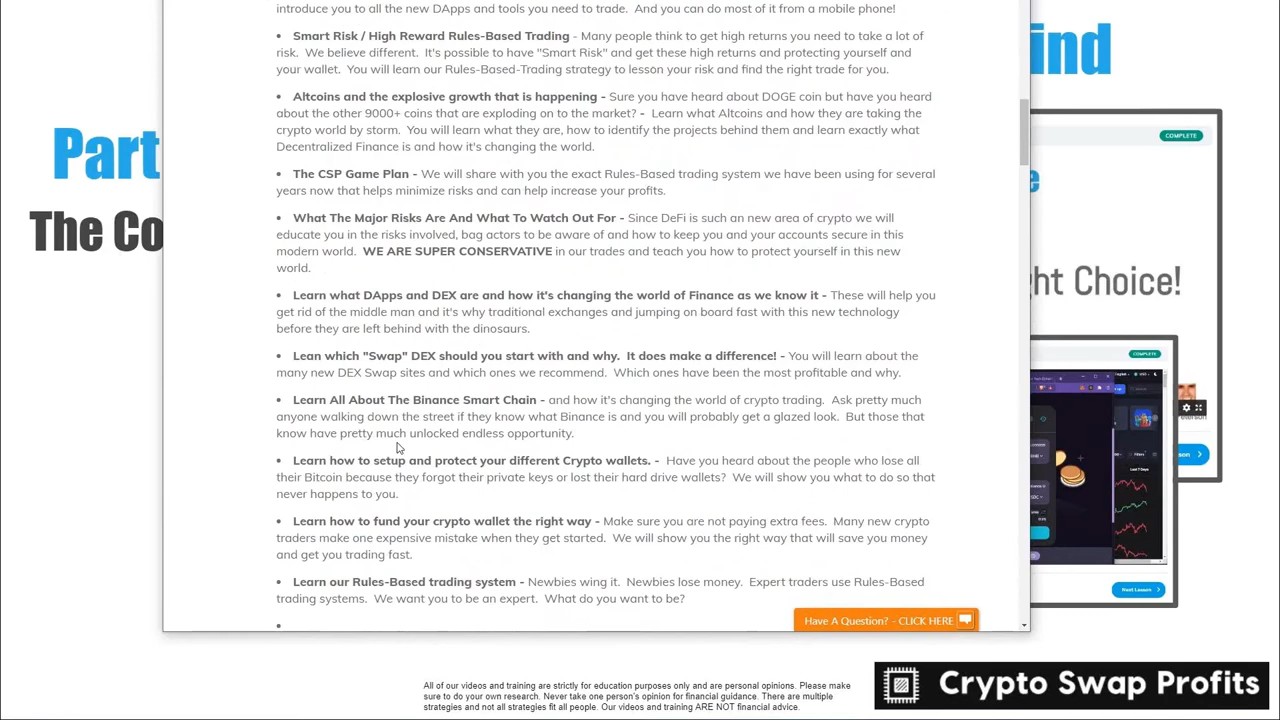 introduce you to all the new DApps and tools you need to trade. And you can do most of it from a mobile phone!
• Smart Risk / High Reward Rules-Based Trading - Many people think to get high returns you need to take a lot of
risk. We believe different. It's possible to have "Smart Risk" and get these high returns and protecting yourself and
your wallet. You will learn our Rules-Based-Trading strategy to lesson your risk and find the right trade for you.
• Altcoins and the explosive growth that is happening - Sure you have heard about DOGE coin but have you heard
about the other 9000+ coins that are exploding on to the market? - Learn what Altcoins and how they are taking the
crypto world by storm. You will learn what they are, how to identify the projects behind them and learn exactly what
Decentralized Finance is and how it's changing the world.
• The CSP Game Plan - We will share with you the exact Rules-Based trading system we have been using for several
years now that helps minimize risks and can help increase your profits.
• What The Major Risks Are And What To Watch Out For - Since DeFi is such an new area of crypto we will
educate you in the risks involved, bag actors to be aware of and how to keep you and your accounts secure in this
modern world. WE ARE SUPER CONSERVATIVE in our trades and teach you how to protect yourself in this new
world.
• Learn what DApps and DEX are and how it's changing the world of Finance as we know it - These will help you
get rid of the middle man and it's why traditional exchanges and jumping on board fast with this new technology
before they are left behind with the dinosaurs.
• Lean which "Swap" DEX should you start with and why. It does make a difference! - You will learn about the
many new DEX Swap sites and which ones we recommend. Which ones have been the most profitable and why.
• Learn All About The Binance Smart Chain - and how it's changing the world of crypto trading. Ask pretty much
anyone walking down the street if they know what Binance is and you will probably get a glazed look. But those that
know have pretty much unlocked endless opportunity.
• Learn how to setup and protect your different Crypto wallets. - Have you heard about the people who lose all
their Bitcoin because they forgot their private keys or lost their hard drive wallets? We will show you what to do so that
never happens to you.
• Learn how to fund your crypto wallet the right way - Make sure you are not paying extra fees. Many new crypto
traders make one expensive mistake when they get started. We will show you the right way that will save you money
and get you trading fast.
• Learn our Rules-Based trading system - Newbies wing it. Newbies lose money. Expert traders use Rules-Based
trading systems. We want be an expert. What do you want to be?
•
Have A Question? - CLICK HERE
Part
The Co
ind
COMPLETE
e
ht Choice!
COMPLETE
Next Lesson
All of our videos and training are strictly for education purposes only and are personal opinions. Please make
sure to do your own research. Never take one person's opinion for financial guidance. There are multiple
strategies and not all strategies fit all people. Our videos and training ARE NOT financial advice.
Crypto Swap Profits